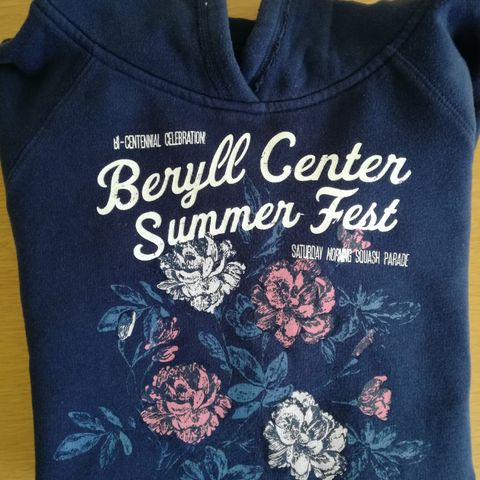 BI-CENTENNIAL CELEBRATION!
Beryll Center
Summer Fest
SATURDAY MORNING SQUASH PARADE